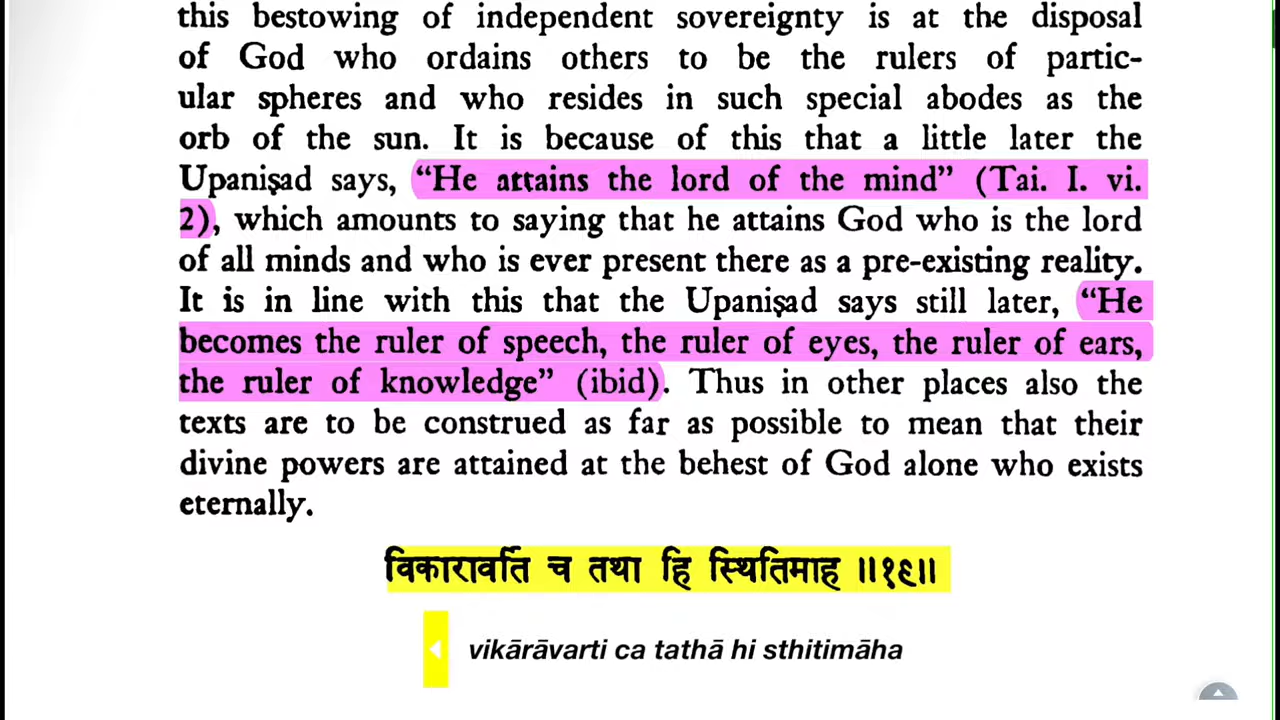 this bestowing of independent sovereignty is at the disposal
of God who ordains others to be the rulers of partic-
ular spheres and who resides in such special abodes as the
orb of the sun. It is because of this that a little later the
Upaniṣad says, “He attains the lord of the mind” (Tai. I. vi.
2), which amounts to saying that he attains God who is the lord
of all minds and who is ever present there as a pre-existing reality.
It is in line with this that the Upaniṣad says still later, “He
becomes the ruler of speech, the ruler of eyes, the ruler of ears,
the ruler of knowledge” (ibid). Thus in other places also the
texts are to be construed as far as possible to mean that their
divine powers are attained at the behest of God alone who exists
eternally.
विकारावर्ति च तथा हि स्थितिमाह ॥१९॥
vikārāvarti ca tathā hi sthitimāha